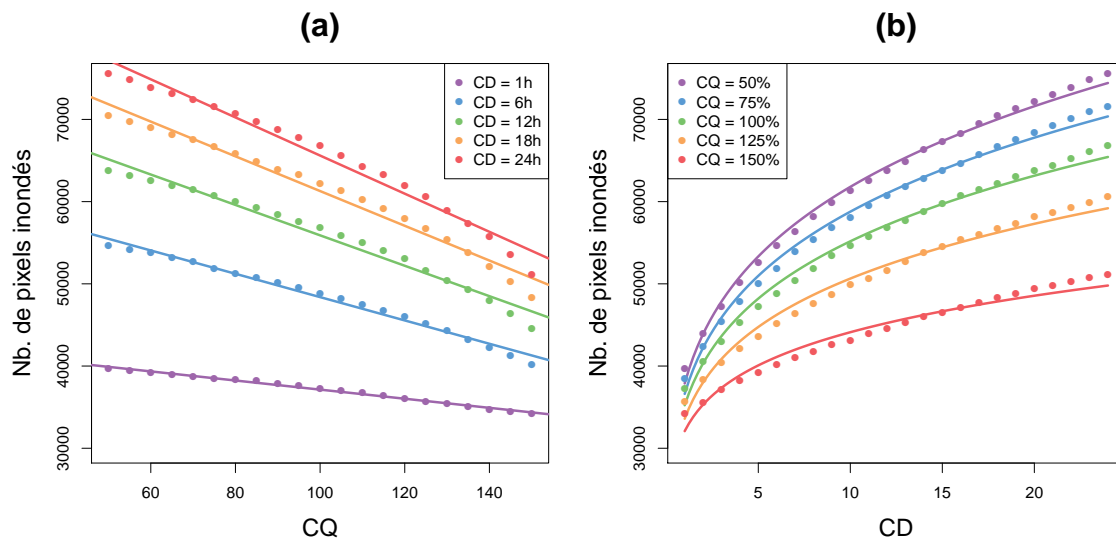 (a)
CD = 1h
CD = 6h
CD = 12h
CD = 18h
CD = 24h
Nb. de pixels inondés
30000
40000
50000
60000
70000
60
80
100
120
140
CQ
(b)
CQ = 50%
CQ = 75%
CQ = 100%
CQ = 125%
CQ = 150%
Nb. de pixels inondés
30000
40000
50000
60000
70000
5
10
15
20
CD